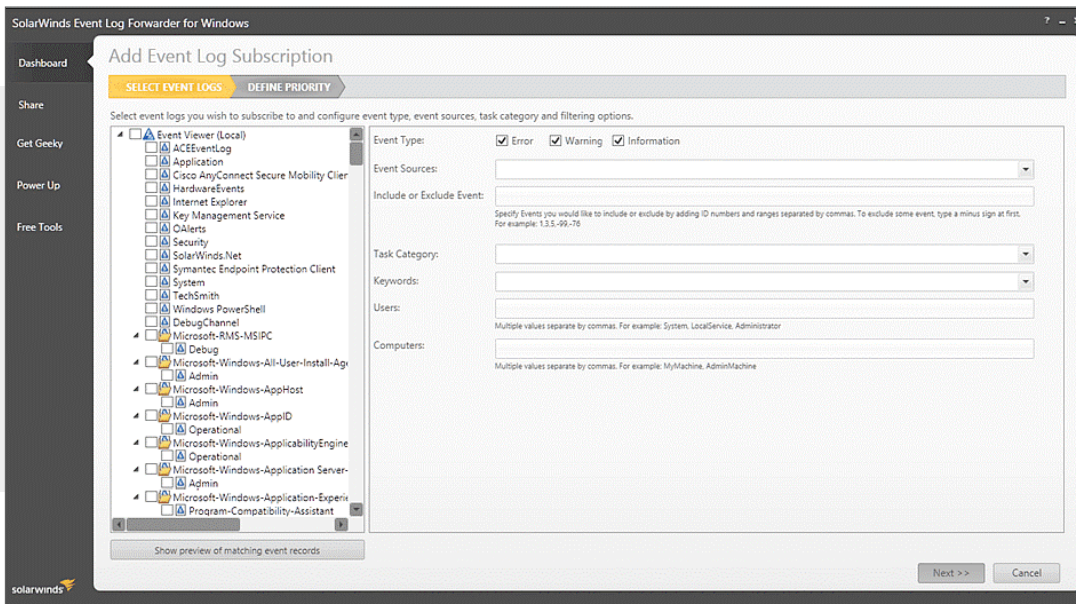 SolarWinds Event Log Forwarder for Windows
Dashboard
Share
Get Geeky
Power Up
Free Tools
solarwinds
Add Event Log Subscription
SELECT EVENT LOGS DEFINE PRIORITY
Select event logs you wish to subscribe to and configure event type, event sources, task category and filtering options.
Event Viewer (Local)
ACEEventLog
Application
Cisco AnyConnect Secure Mobility Clier
HardwareEvents
Internet Explorer
Key Management Service
OAlerts
Security
SolarWinds.Net
Symantec Endpoint Protection Client
System
TechSmith
Windows PowerShell
DebugChannel
Microsoft-RMS-MSIPC
Debug
Microsoft-Windows-All-User-Install-Age
Admin
Microsoft-Windows-AppHost
Admin
Microsoft-Windows-AppID
Operational
Microsoft-Windows-ApplicabilityEngine
Operational
Microsoft-Windows-Application Server-
Admin
Microsoft-Windows-Application-Experie
Program-Compatibility-Assistant
Show preview of matching event records
Event Type: Error Warning Information
Event Sources:
Include or Exclude Event:
Specify Events you would like to include or exclude by adding ID numbers and ranges separated by commas. To exclude some event, type a minus sign at first.
For example: 1,3,5,-99,-76
Task Category:
Keywords:
Users:
Multiple values separate by commas. For example: System, LocalService, Administrator
Computers:
Multiple values separate by commas. For example: MyMachine, AdminMachine
Next >> Cancel